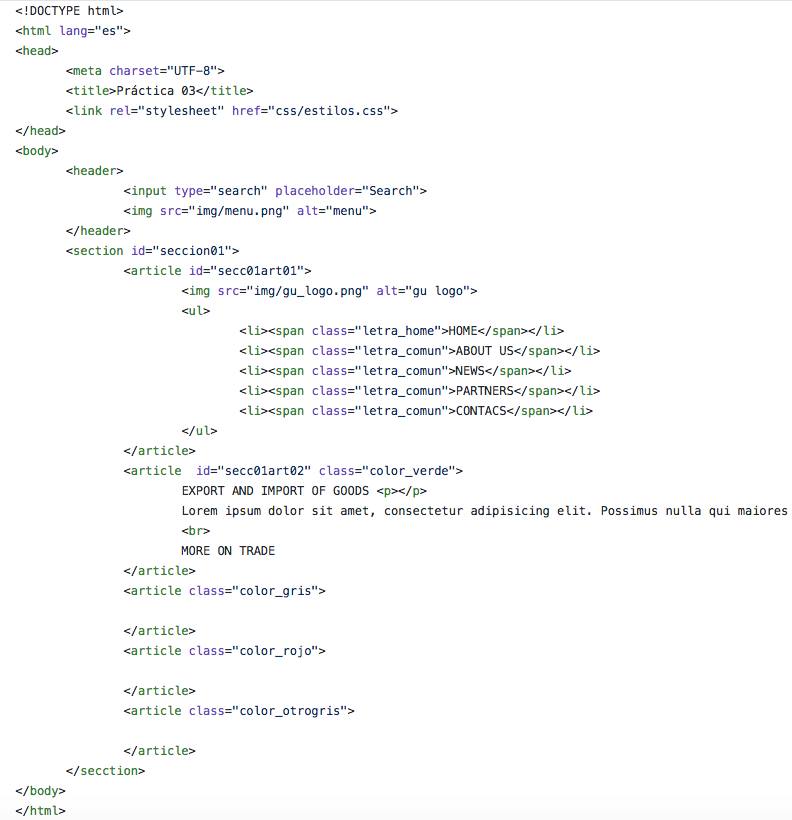 <!DOCTYPE html>
<html lang="es">
<head>
	<meta charset="UTF-8">
	<title>Práctica 03</title>
	<link rel="stylesheet" href="css/estilos.css">
</head>
<body>
	<header>
		<input type="search" placeholder="Search">
		<img src="img/menu.png" alt="menu">
	</header>
	<section id="seccion01">
		<article id="secc01art01">
			<img src="img/gu_logo.png" alt="gu logo">
			<ul>
				<li><span class="letra_home">HOME</span></li>
				<li><span class="letra_comun">ABOUT US</span></li>
				<li><span class="letra_comun">NEWS</span></li>
				<li><span class="letra_comun">PARTNERS</span></li>
				<li><span class="letra_comun">CONTACS</span></li>
			</ul>
		</article>
		<article  id="secc01art02" class="color_verde">
			EXPORT AND IMPORT OF GOODS <p></p>
			Lorem ipsum dolor sit amet, consectetur adipisicing elit. Possimus nulla qui maiores
			<br>
			MORE ON TRADE
		</article>
		<article class="color_gris">

		</article>
		<article class="color_rojo">

		</article>
		<article class="color_otrogris">

		</article>
	</secction>
</body>
</html>